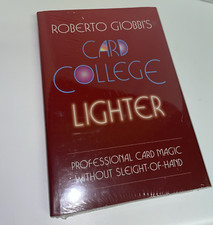 ROBERTO GIOBBI'S
CARD
COLLEGE
LIGHTER
PROFESSIONAL CARD MAGIC
WITHOUT SLEIGHT-OF-HAND